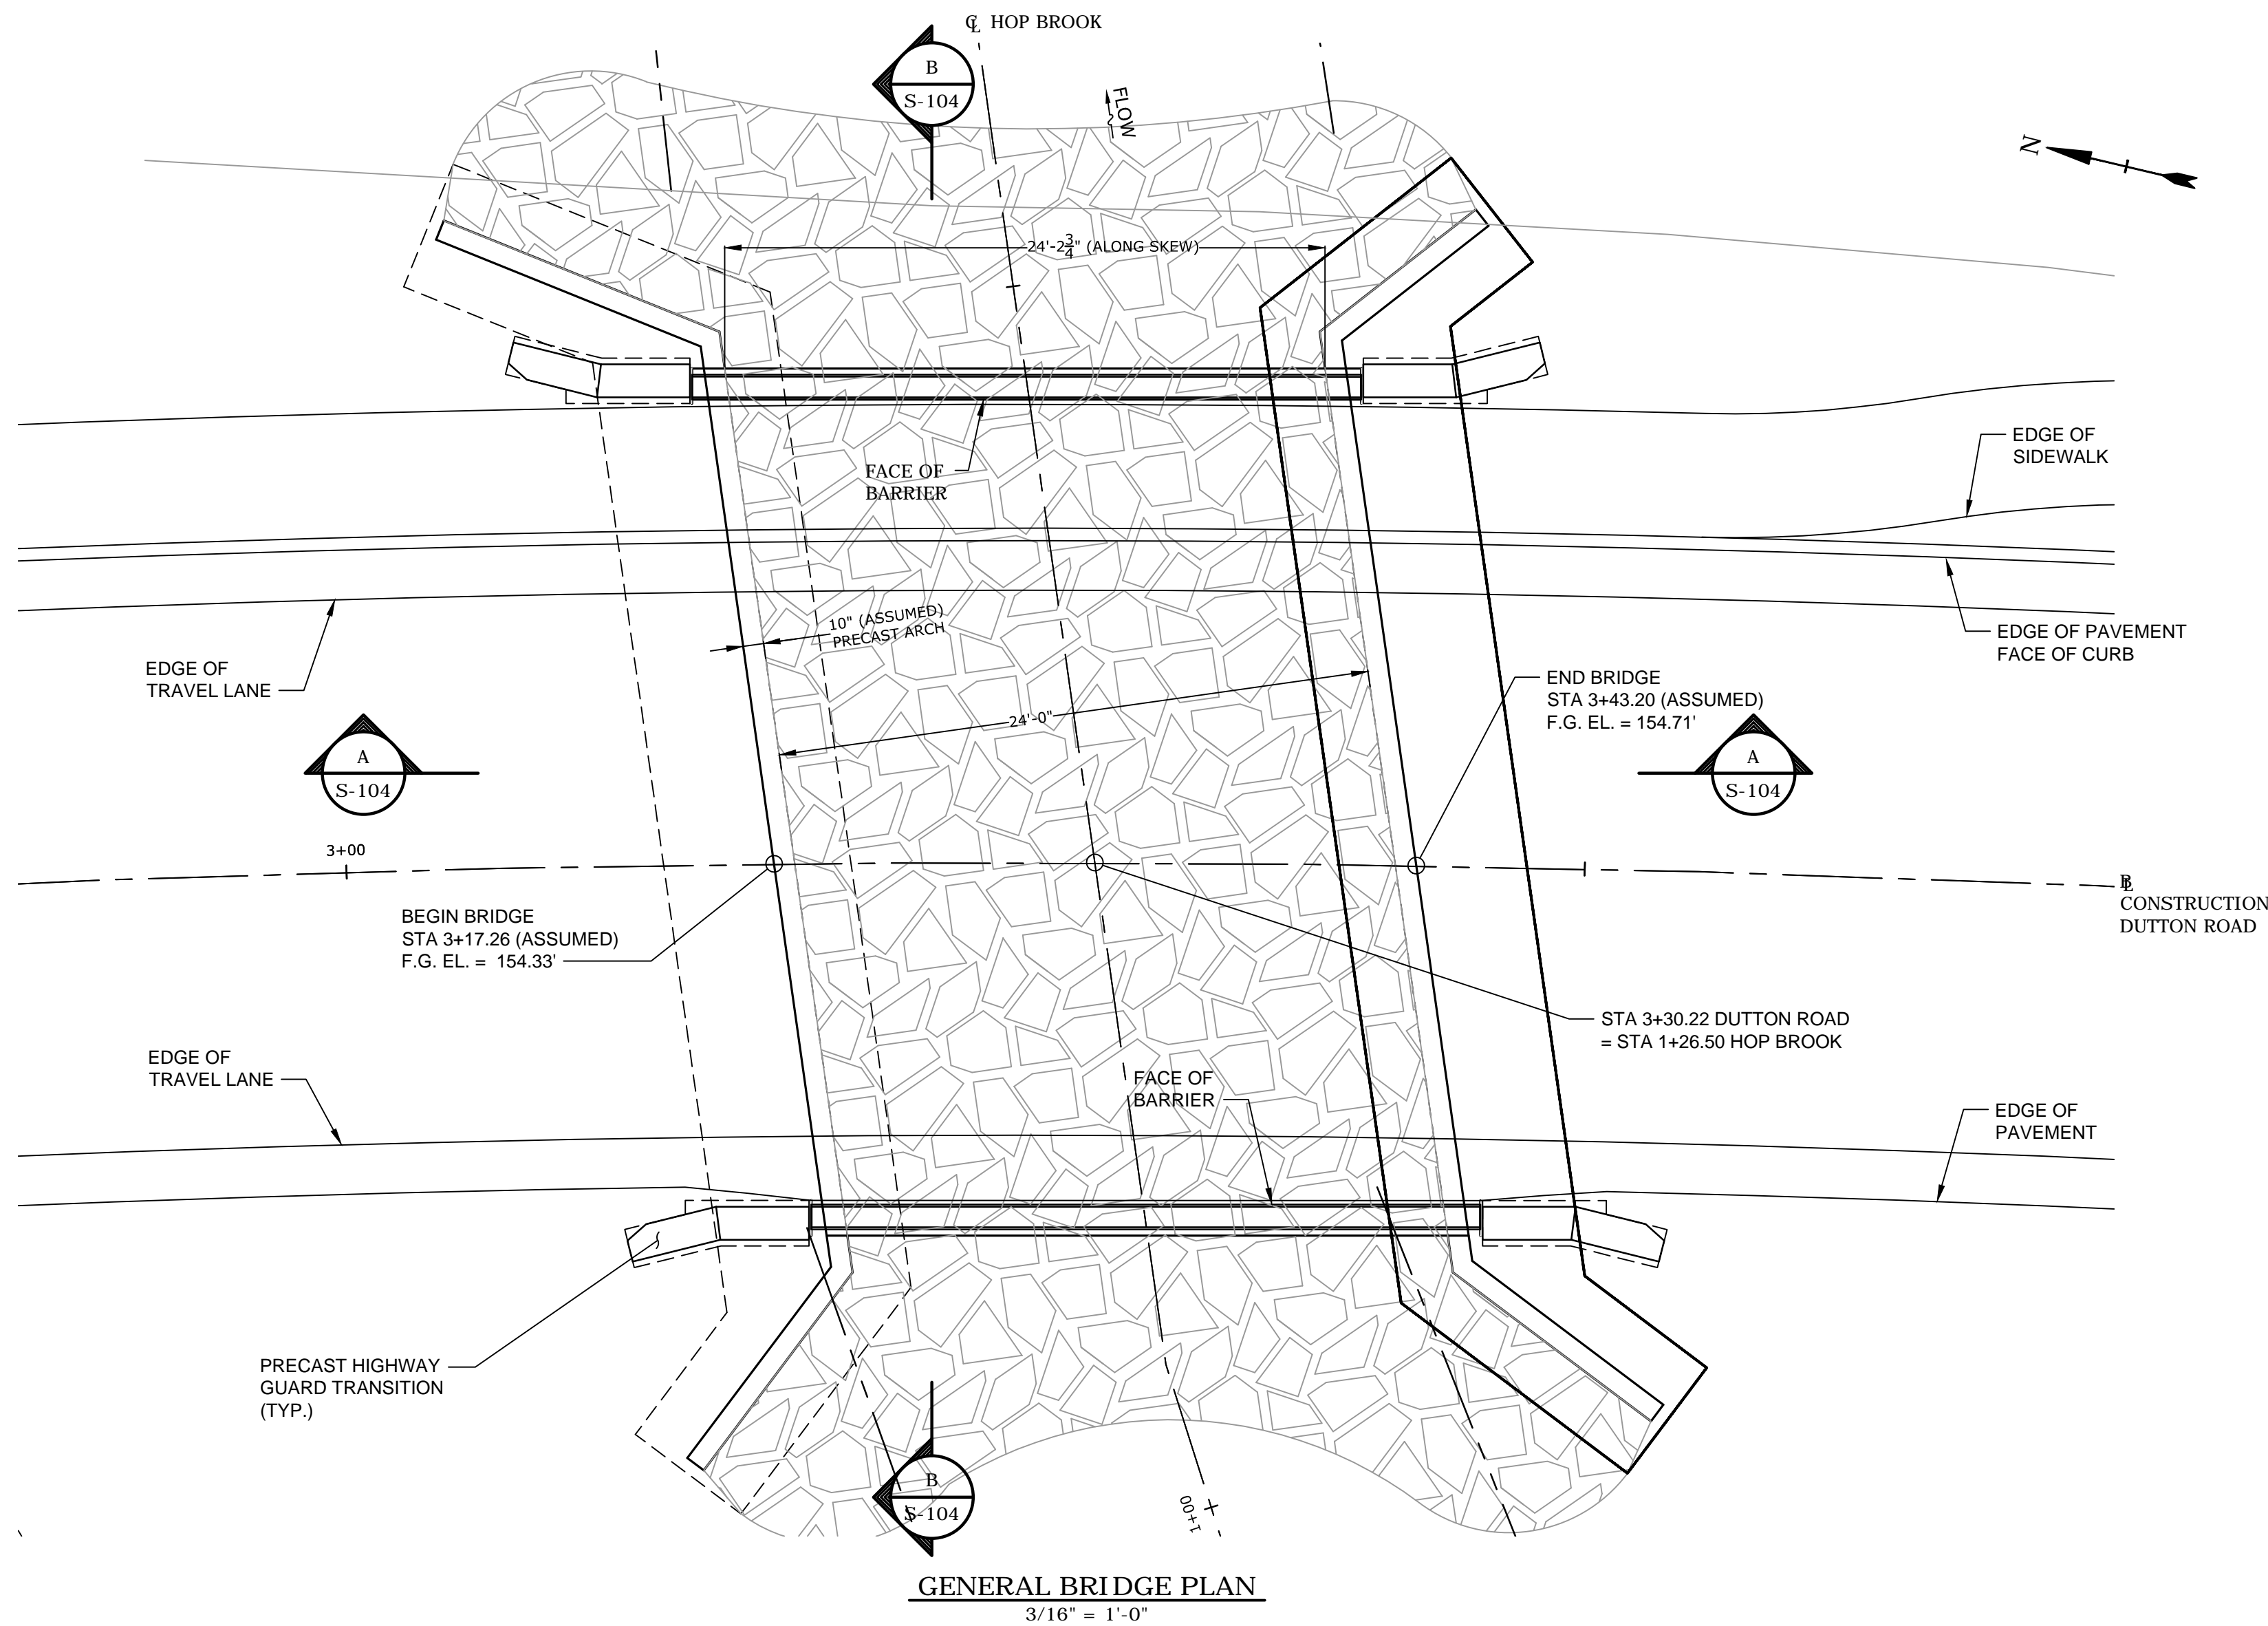 ℄ HOP BROOK
B
S-104
FLOW
N
24'-2 3/4" (ALONG SKEW)
EDGE OF
SIDEWALK
FACE OF
BARRIER
10" (ASSUMED)
PRECAST ARCH
EDGE OF PAVEMENT
FACE OF CURB
EDGE OF
TRAVEL LANE
END BRIDGE
STA 3+43.20 (ASSUMED)
F.G. EL. = 154.71'
24'-0"
A
S-104
A
S-104
3+00
BL
CONSTRUCTION
DUTTON ROAD
BEGIN BRIDGE
STA 3+17.26 (ASSUMED)
F.G. EL. = 154.33'
STA 3+30.22 DUTTON ROAD
= STA 1+26.50 HOP BROOK
EDGE OF
TRAVEL LANE
FACE OF
BARRIER
EDGE OF
PAVEMENT
PRECAST HIGHWAY
GUARD TRANSITION
(TYP.)
B
S-104
1+00
GENERAL BRIDGE PLAN
3/16" = 1'-0"